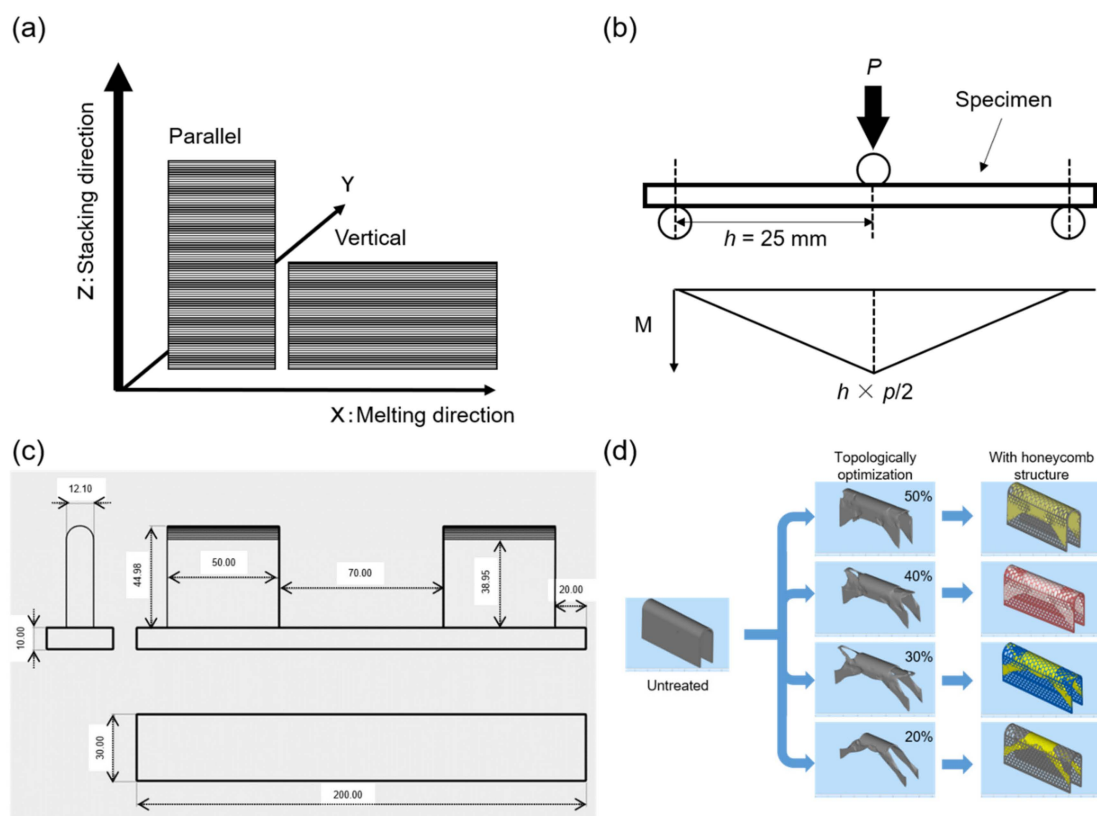 (a)
Z:Stacking direction
Parallel
Y
Vertical
X:Melting direction
(b)
P
Specimen
h = 25 mm
M
h × p/2
(c)
12.10
44.98
50.00
70.00
38.95
20.00
10.00
30.00
200.00
(d)
Topologically
optimization
With honeycomb
structure
50%
40%
Untreated
30%
20%